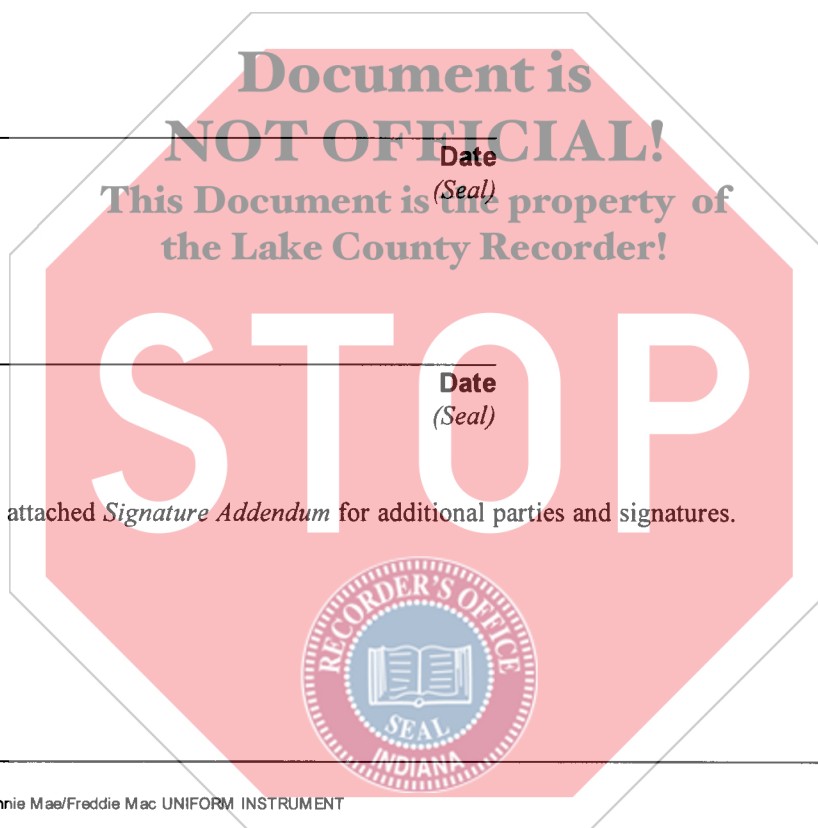 Document is
NOT OFFICIAL!
Date
(Seal)
This Document is the property of
the Lake County Recorder!
STOP
Date
(Seal)
attached Signature Addendum for additional parties and signatures.
RECORDER'S OFFICE
SEAL
INDIANA
nnie Mae/Freddie Mac UNIFORM INSTRUMENT